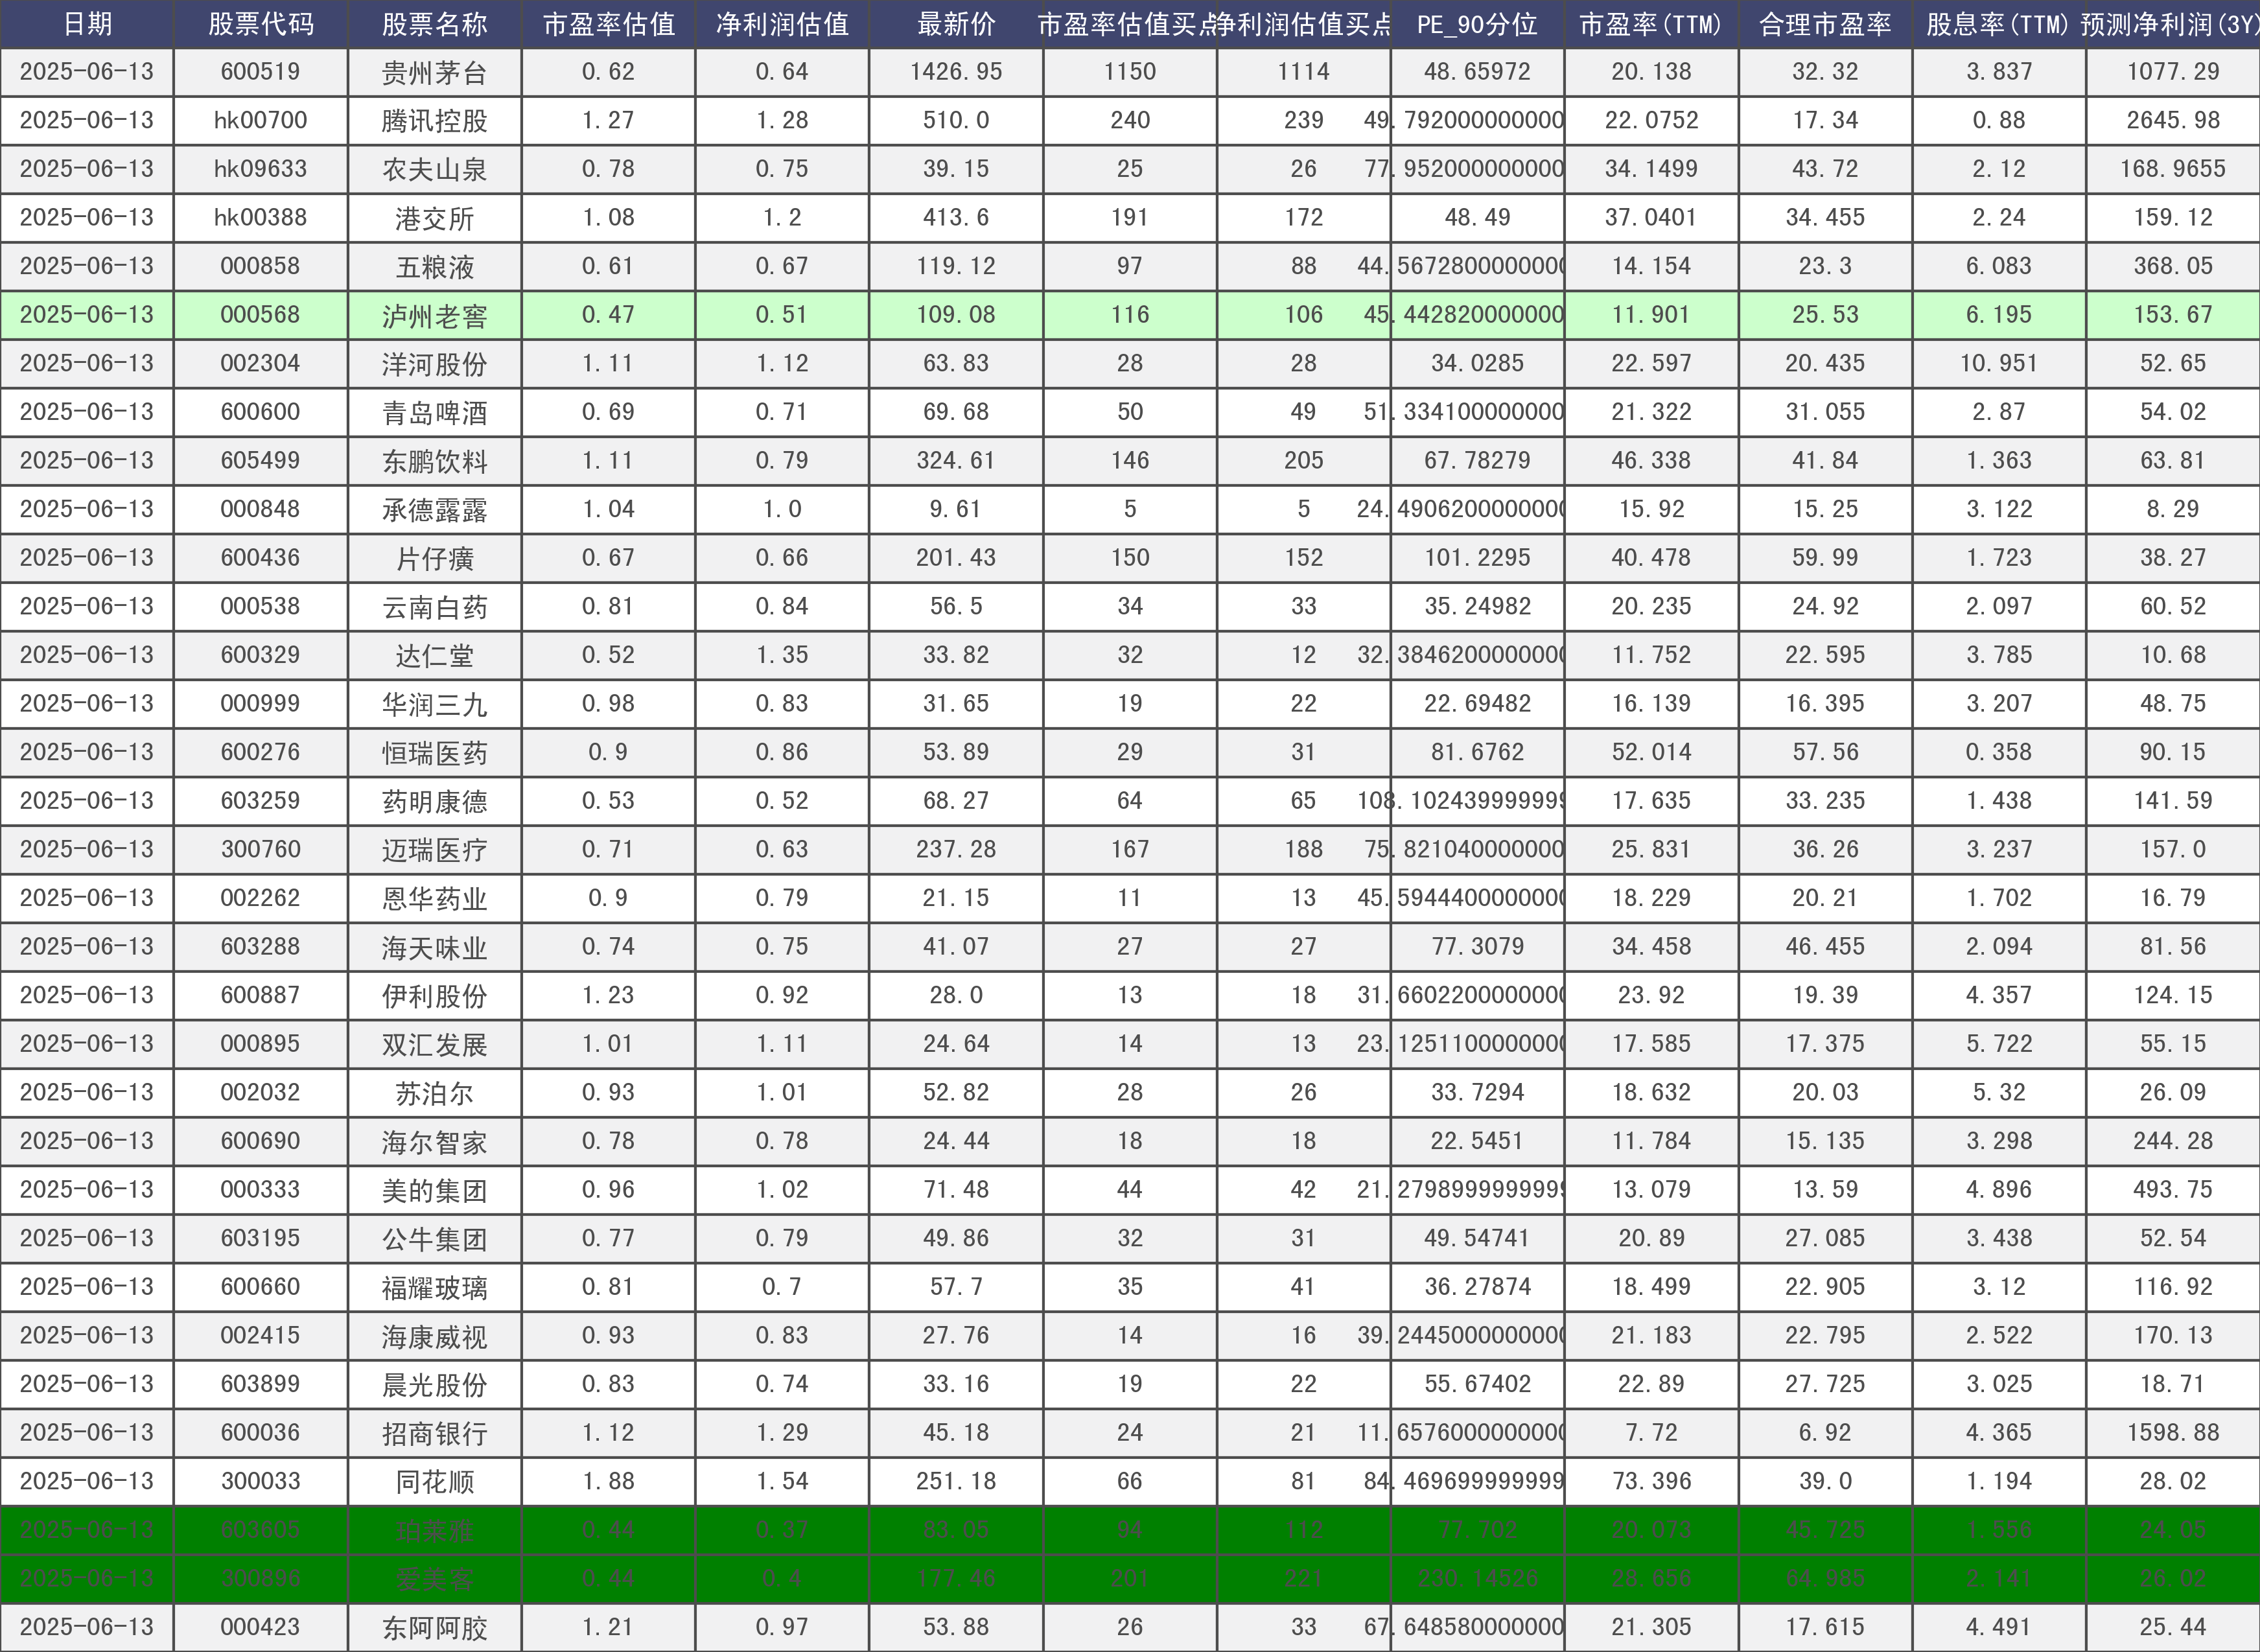 日期 股票代码 股票名称 市盈率估值 净利润估值 最新价 市盈率估值买点 净利润估值买点 PE_90分位 市盈率(TTM) 合理市盈率 股息率(TTM) 预测净利润(3Y)
2025-06-13 600519 贵州茅台 0.62 0.64 1426.95 1150 1114 48.65972 20.138 32.32 3.837 1077.29
2025-06-13 hk00700 腾讯控股 1.27 1.28 510.0 240 239 49.792000000000 22.0752 17.34 0.88 2645.98
2025-06-13 hk09633 农夫山泉 0.78 0.75 39.15 25 26 77.952000000000 34.1499 43.72 2.12 168.9655
2025-06-13 hk00388 港交所 1.08 1.2 413.6 191 172 48.49 37.0401 34.455 2.24 159.12
2025-06-13 000858 五粮液 0.61 0.67 119.12 97 88 44.5672800000000 14.154 23.3 6.083 368.05
2025-06-13 000568 泸州老窖 0.47 0.51 109.08 116 106 45.442820000000 11.901 25.53 6.195 153.67
2025-06-13 002304 洋河股份 1.11 1.12 63.83 28 28 34.0285 22.597 20.435 10.951 52.65
2025-06-13 600600 青岛啤酒 0.69 0.71 69.68 50 49 51.334100000000 21.322 31.055 2.87 54.02
2025-06-13 605499 东鹏饮料 1.11 0.79 324.61 146 205 67.78279 46.338 41.84 1.363 63.81
2025-06-13 000848 承德露露 1.04 1.0 9.61 5 5 24.4906200000000 15.92 15.25 3.122 8.29
2025-06-13 600436 片仔癀 0.67 0.66 201.43 150 152 101.2295 40.478 59.99 1.723 38.27
2025-06-13 000538 云南白药 0.81 0.84 56.5 34 33 35.24982 20.235 24.92 2.097 60.52
2025-06-13 600329 达仁堂 0.52 1.35 33.82 32 12 32.3846200000000 11.752 22.595 3.785 10.68
2025-06-13 000999 华润三九 0.98 0.83 31.65 19 22 22.69482 16.139 16.395 3.207 48.75
2025-06-13 600276 恒瑞医药 0.9 0.86 53.89 29 31 81.6762 52.014 57.56 0.358 90.15
2025-06-13 603259 药明康德 0.53 0.52 68.27 64 65 108.102439999999 17.635 33.235 1.438 141.59
2025-06-13 300760 迈瑞医疗 0.71 0.63 237.28 167 188 75.821040000000 25.831 36.26 3.237 157.0
2025-06-13 002262 恩华药业 0.9 0.79 21.15 11 13 45.5944400000000 18.229 20.21 1.702 16.79
2025-06-13 603288 海天味业 0.74 0.75 41.07 27 27 77.3079 34.458 46.455 2.094 81.56
2025-06-13 600887 伊利股份 1.23 0.92 28.0 13 18 31.6602200000000 23.92 19.39 4.357 124.15
2025-06-13 000895 双汇发展 1.01 1.11 24.64 14 13 23.1251100000000 17.585 17.375 5.722 55.15
2025-06-13 002032 苏泊尔 0.93 1.01 52.82 28 26 33.7294 18.632 20.03 5.32 26.09
2025-06-13 600690 海尔智家 0.78 0.78 24.44 18 18 22.5451 11.784 15.135 3.298 244.28
2025-06-13 000333 美的集团 0.96 1.02 71.48 44 42 21.2798999999999 13.079 13.59 4.896 493.75
2025-06-13 603195 公牛集团 0.77 0.79 49.86 32 31 49.54741 20.89 27.085 3.438 52.54
2025-06-13 600660 福耀玻璃 0.81 0.7 57.7 35 41 36.27874 18.499 22.905 3.12 116.92
2025-06-13 002415 海康威视 0.93 0.83 27.76 14 16 39.2445000000000 21.183 22.795 2.522 170.13
2025-06-13 603899 晨光股份 0.83 0.74 33.16 19 22 55.67402 22.89 27.725 3.025 18.71
2025-06-13 600036 招商银行 1.12 1.29 45.18 24 21 11.6576000000000 7.72 6.92 4.365 1598.88
2025-06-13 300033 同花顺 1.88 1.54 251.18 66 81 84.469699999999 73.396 39.0 1.194 28.02
2025-06-13 603605 珀莱雅 0.44 0.37 83.05 94 112 77.702 20.073 45.725 1.556 24.05
2025-06-13 300896 爱美客 0.44 0.4 177.46 201 221 230.14526 28.656 64.985 2.141 26.02
2025-06-13 000423 东阿阿胶 1.21 0.97 53.88 26 33 67.648580000000 21.305 17.615 4.491 25.44